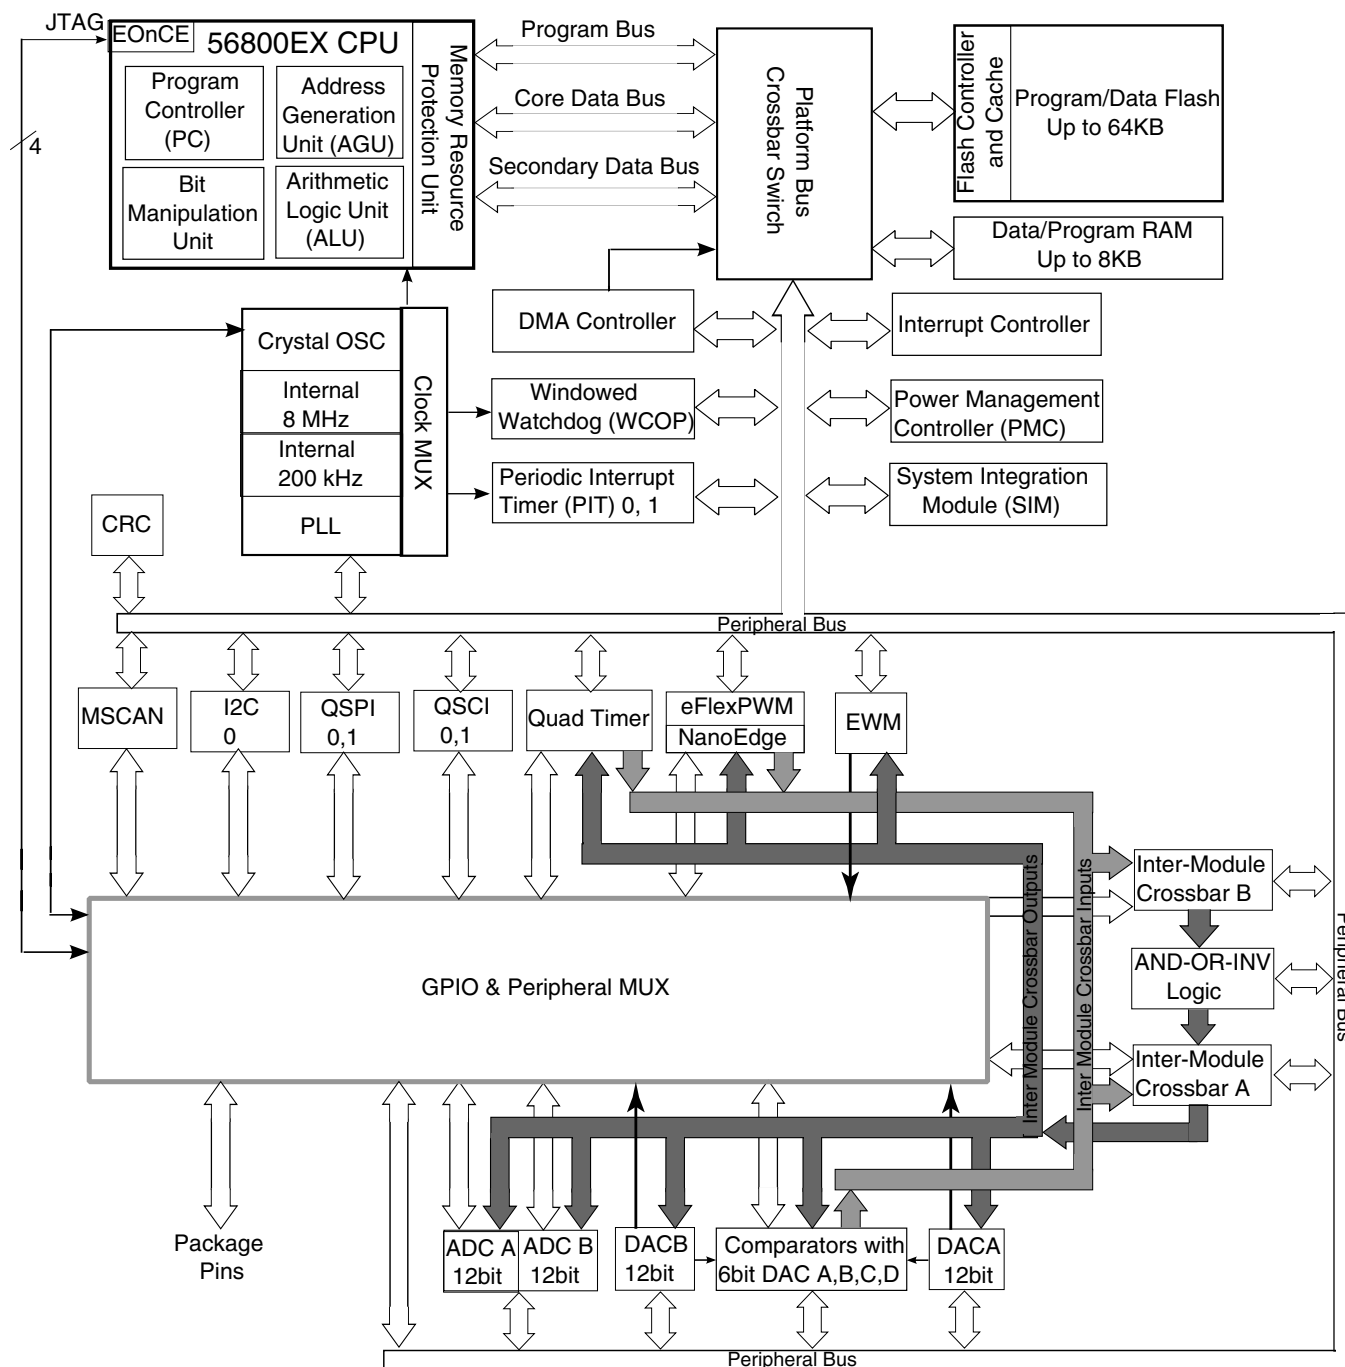 JTAG
EOnCE
56800EX CPU
Program
Controller
(PC)
Address
Generation
Unit (AGU)
Bit
Manipulation
Unit
Arithmetic
Logic Unit
(ALU)
Memory Resource
Protection Unit
4
Program Bus
Core Data Bus
Secondary Data Bus
Platform Bus
Crossbar Swirch
Flash Controller
and Cache
Program/Data Flash
Up to 64KB
Data/Program RAM
Up to 8KB
DMA Controller
Interrupt Controller
Crystal OSC
Internal
8 MHz
Internal
200 kHz
PLL
Clock MUX
Windowed
Watchdog (WCOP)
Power Management
Controller (PMC)
Periodic Interrupt
Timer (PIT) 0, 1
System Integration
Module (SIM)
CRC
Peripheral Bus
MSCAN
I2C
0
QSPI
0,1
QSCI
0,1
Quad Timer
eFlexPWM
NanoEdge
EWM
Inter Module Crossbar Outputs
Inter Module Crossbar Inputs
Inter-Module
Crossbar B
AND-OR-INV
Logic
Inter-Module
Crossbar A
Peripheral Bus
GPIO & Peripheral MUX
Package
Pins
ADC A
12bit
ADC B
12bit
DACB
12bit
Comparators with
6bit DAC A,B,C,D
DACA
12bit
Peripheral Bus